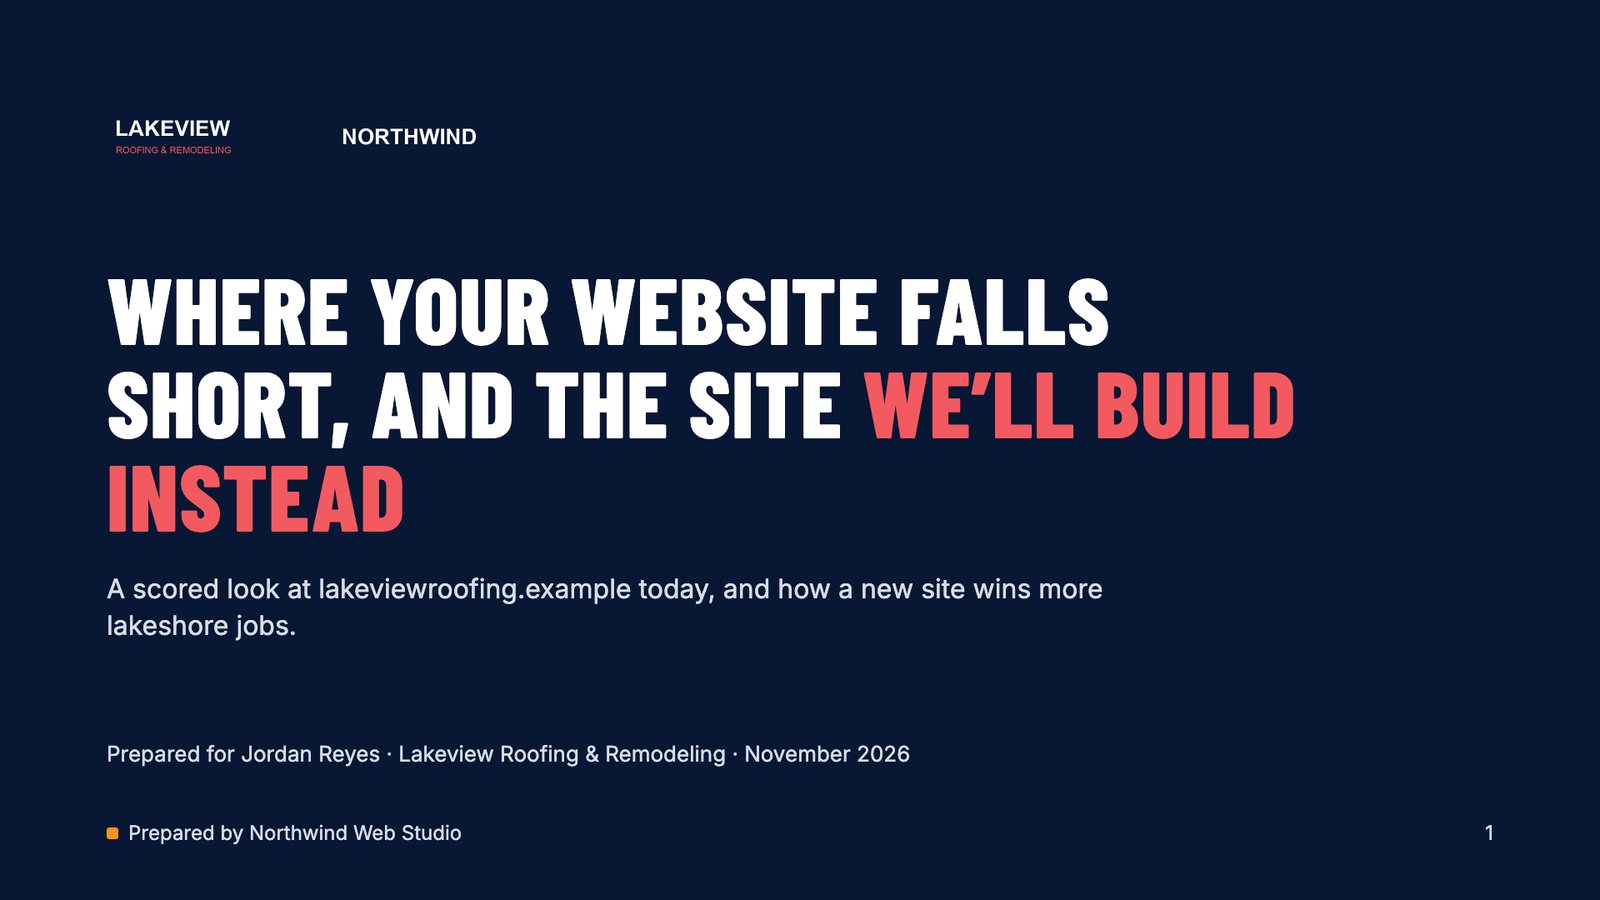 LAKEVIEW
ROOFING & REMODELING
NORTHWIND
WHERE YOUR WEBSITE FALLS
SHORT, AND THE SITE WE’LL BUILD
INSTEAD
A scored look at lakeviewroofing.example today, and how a new site wins more
lakeshore jobs.
Prepared for Jordan Reyes · Lakeview Roofing & Remodeling · November 2026
Prepared by Northwind Web Studio
1